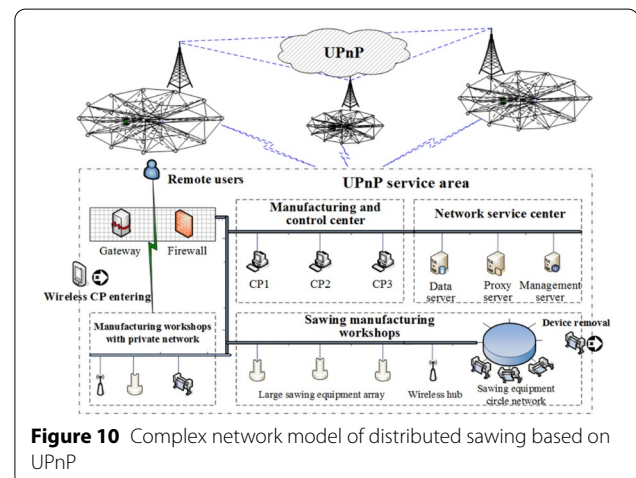 UPnP
Remote users
UPnP service area
Manufacturing and
control center
Network service center
Gateway
Firewall
CP1
CP2
CP3
Data
server
Proxy
server
Management
server
Wireless CP entering
Manufacturing workshops
with private network
Sawing manufacturing
workshops
Device removal
Large sawing equipment array
Wireless hub
Sawing equipment
circle network
Figure 10 Complex network model of distributed sawing based on
UPnP